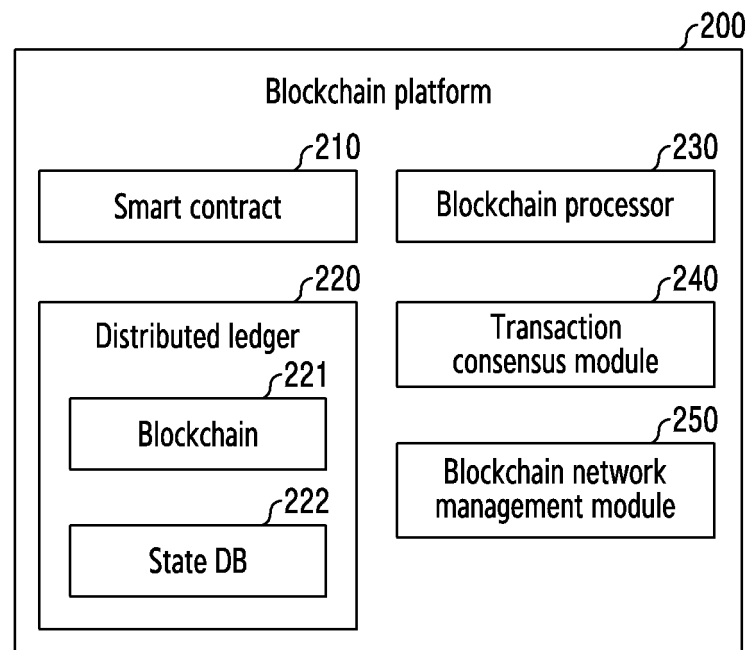 200
Blockchain platform
210
Smart contract
230
Blockchain processor
220
Distributed ledger
221
Blockchain
222
State DB
240
Transaction
consensus module
250
Blockchain network
management module